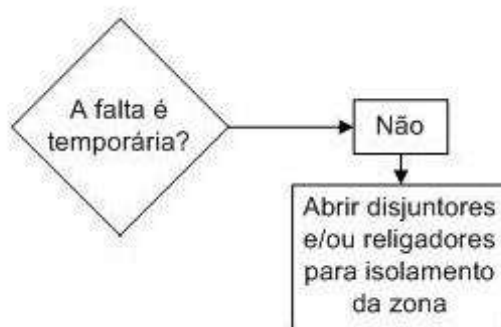 A falta é
temporária?
Não
Abrir disjuntores
e/ou religadores
para isolamento
da zona